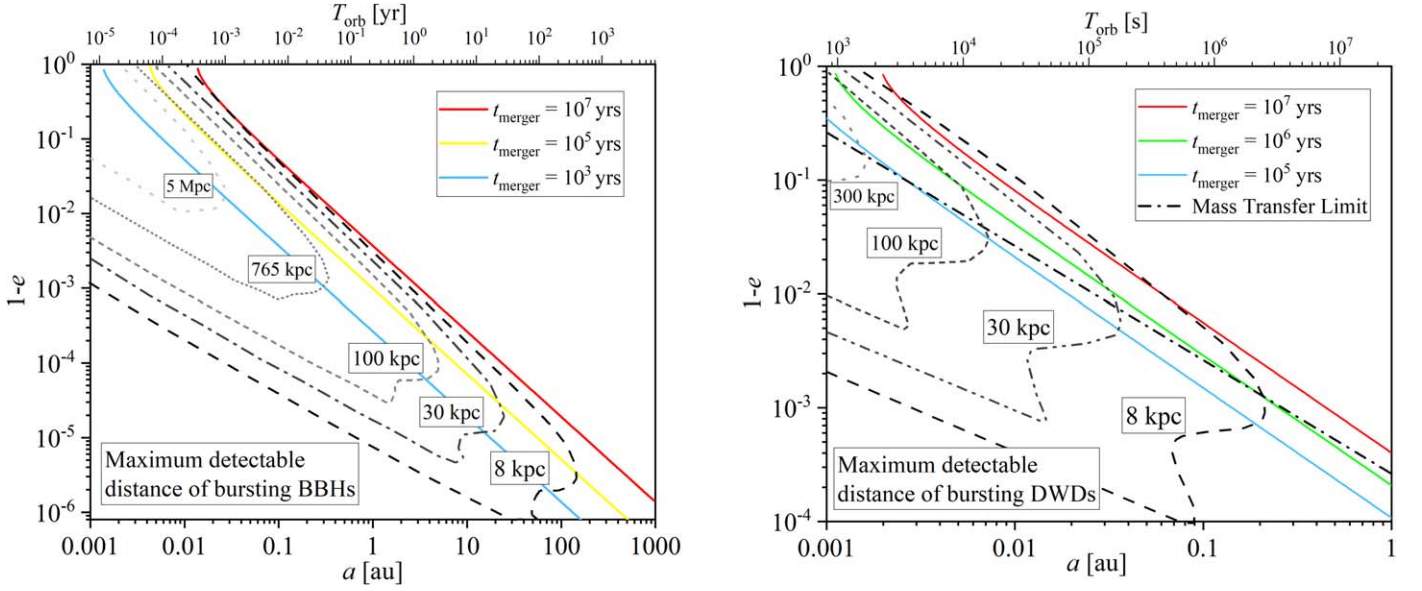 T_orb [yr]
10^-5 10^-4 10^-3 10^-2 10^-1 10^0 10^1 10^2 10^3
10^0
10^-1
10^-2
10^-3
10^-4
10^-5
10^-6
1-e
t_merger = 10^7 yrs
t_merger = 10^5 yrs
t_merger = 10^3 yrs
5 Mpc
765 kpc
100 kpc
30 kpc
8 kpc
Maximum detectable
distance of bursting BBHs
0.001 0.01 0.1 1 10 100 1000
a [au]
T_orb [s]
10^3 10^4 10^5 10^6 10^7
10^0
10^-1
10^-2
10^-3
10^-4
1-e
t_merger = 10^7 yrs
t_merger = 10^6 yrs
t_merger = 10^5 yrs
Mass Transfer Limit
300 kpc
100 kpc
30 kpc
8 kpc
Maximum detectable
distance of bursting DWDs
0.001 0.01 0.1 1
a [au]